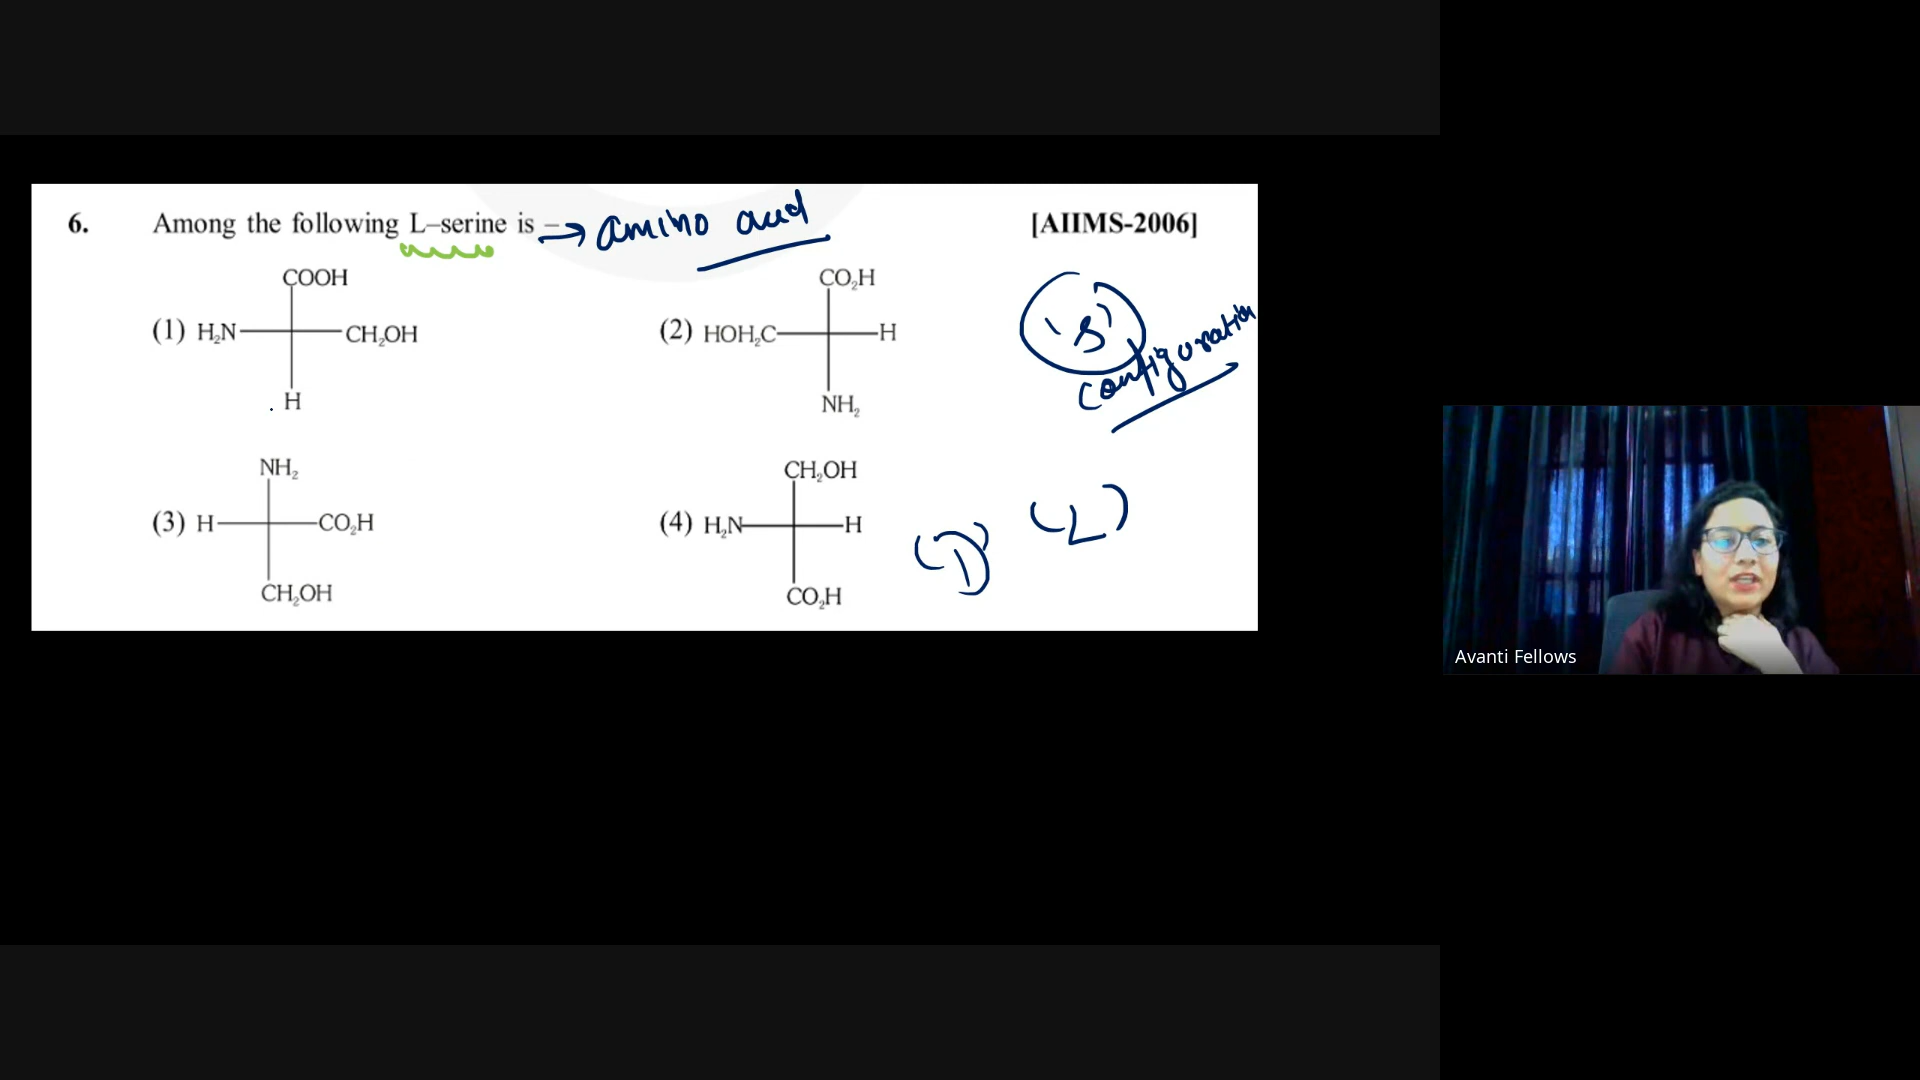 6. Among the following L–serine is – → amino acid [AIIMS-2006]
(1) H₂N COOH CH₂OH H
(2) HOH₂C CO₂H H NH₂
's' configuration
(3) H NH₂ CO₂H CH₂OH
(4) H₂N CH₂OH H CO₂H
(D) (L)
Avanti Fellows